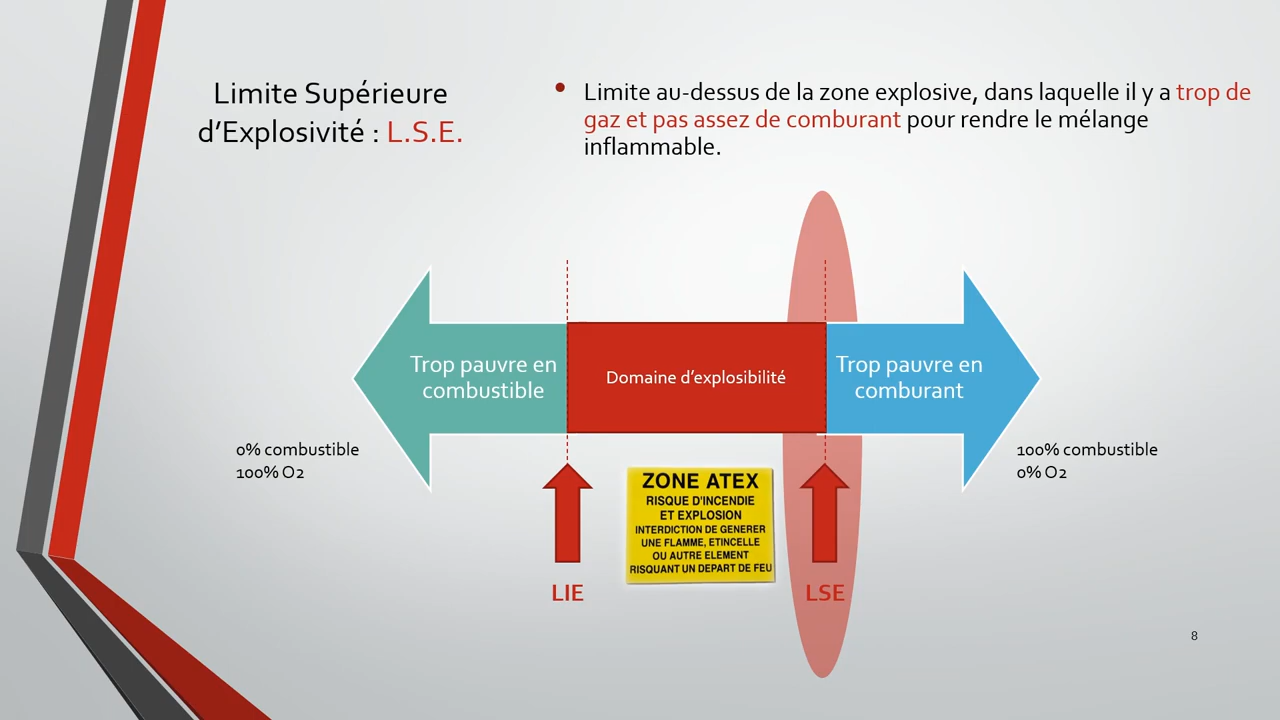 Limite Supérieure
d’Explosivité : L.S.E.
• Limite au-dessus de la zone explosive, dans laquelle il y a trop de
gaz et pas assez de comburant pour rendre le mélange
inflammable.
Trop pauvre en
combustible
Domaine d’explosibilité
Trop pauvre en
comburant
0% combustible
100% O2
100% combustible
0% O2
ZONE ATEX
RISQUE D'INCENDIE
ET EXPLOSION
INTERDICTION DE GENERER
UNE FLAMME, ETINCELLE
OU AUTRE ELEMENT
RISQUANT UN DEPART DE FEU
LIE
LSE
8